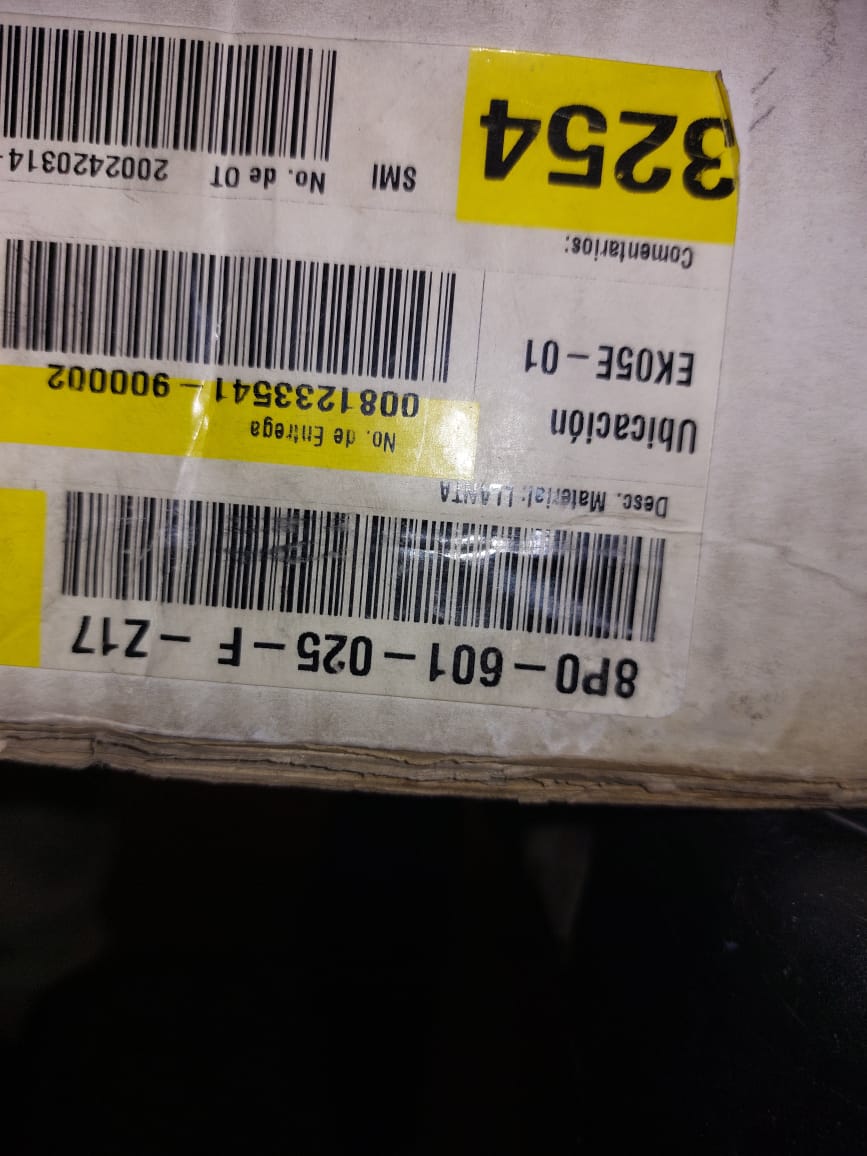 8P0-601-025-F-Z17
Desc. Material: LLANTA
Ubicación
EK05E-01
No. de Entrega
0081233541-900002
Comentarios:
3254
SMI
No. de OT
2002420314-